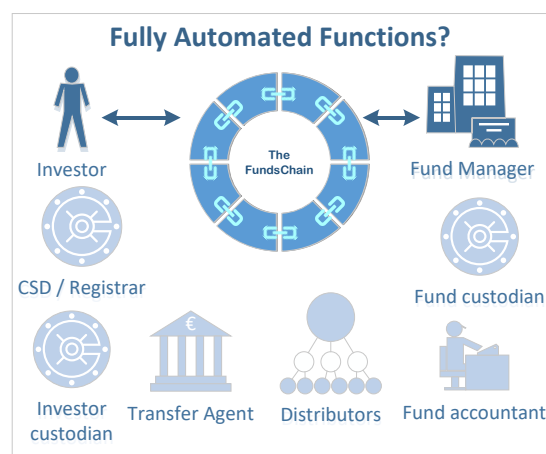 Fully Automated Functions?
The
FundsChain
Investor
Fund Manager
CSD / Registrar
Fund custodian
€
Investor
custodian
Transfer Agent
Distributors
Fund accountant